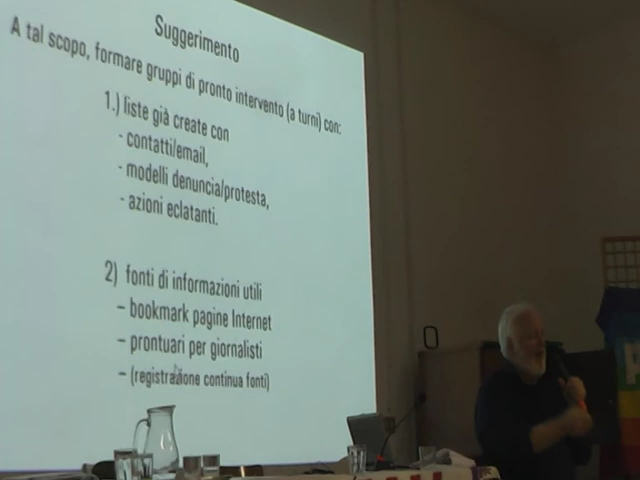 Suggerimento
A tal scopo, formare gruppi di pronto intervento (a turni) con:
1.) liste già create con
- contatti/email,
- modelli denuncia/protesta,
- azioni eclatanti.
2) fonti di informazioni utili
– bookmark pagine Internet
– prontuari per giornalisti
– (registrazione continua fonti)